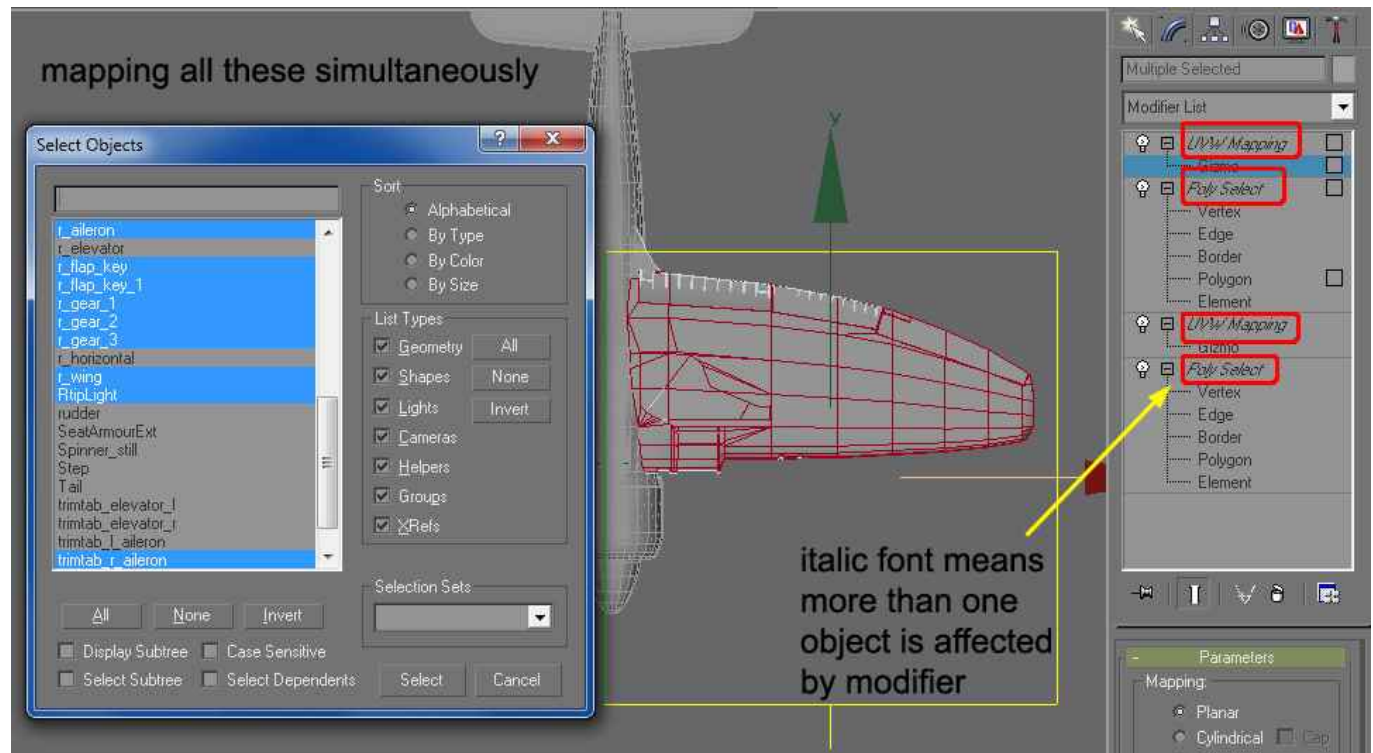 mapping all these simultaneously
Select Objects
r_aileron
r_elevator
r_flap_key
r_flap_key_1
r_gear_1
r_gear_2
r_gear_3
r_horizontal
r_wing
RtipLight
rudder
SeatArmourExt
Spinner_still
Step
Tail
trimtab_elevator_l
trimtab_elevator_r
trimtab_l_aileron
trimtab_r_aileron
All None Invert
Display Subtree Case Sensitive
Select Subtree Select Dependents
Sort
Alphabetical
By Type
By Color
By Size
List Types
Geometry All
Shapes None
Lights Invert
Cameras
Helpers
Groups
XRefs
Selection Sets
Select Cancel
y
italic font means
more than one
object is affected
by modifier
Multiple Selected
Modifier List
UVW Mapping
Gizmo
Poly Select
Vertex
Edge
Border
Polygon
Element
UVW Mapping
Gizmo
Poly Select
Vertex
Edge
Border
Polygon
Element
- Parameters
Mapping:
Planar
Cylindrical Cap